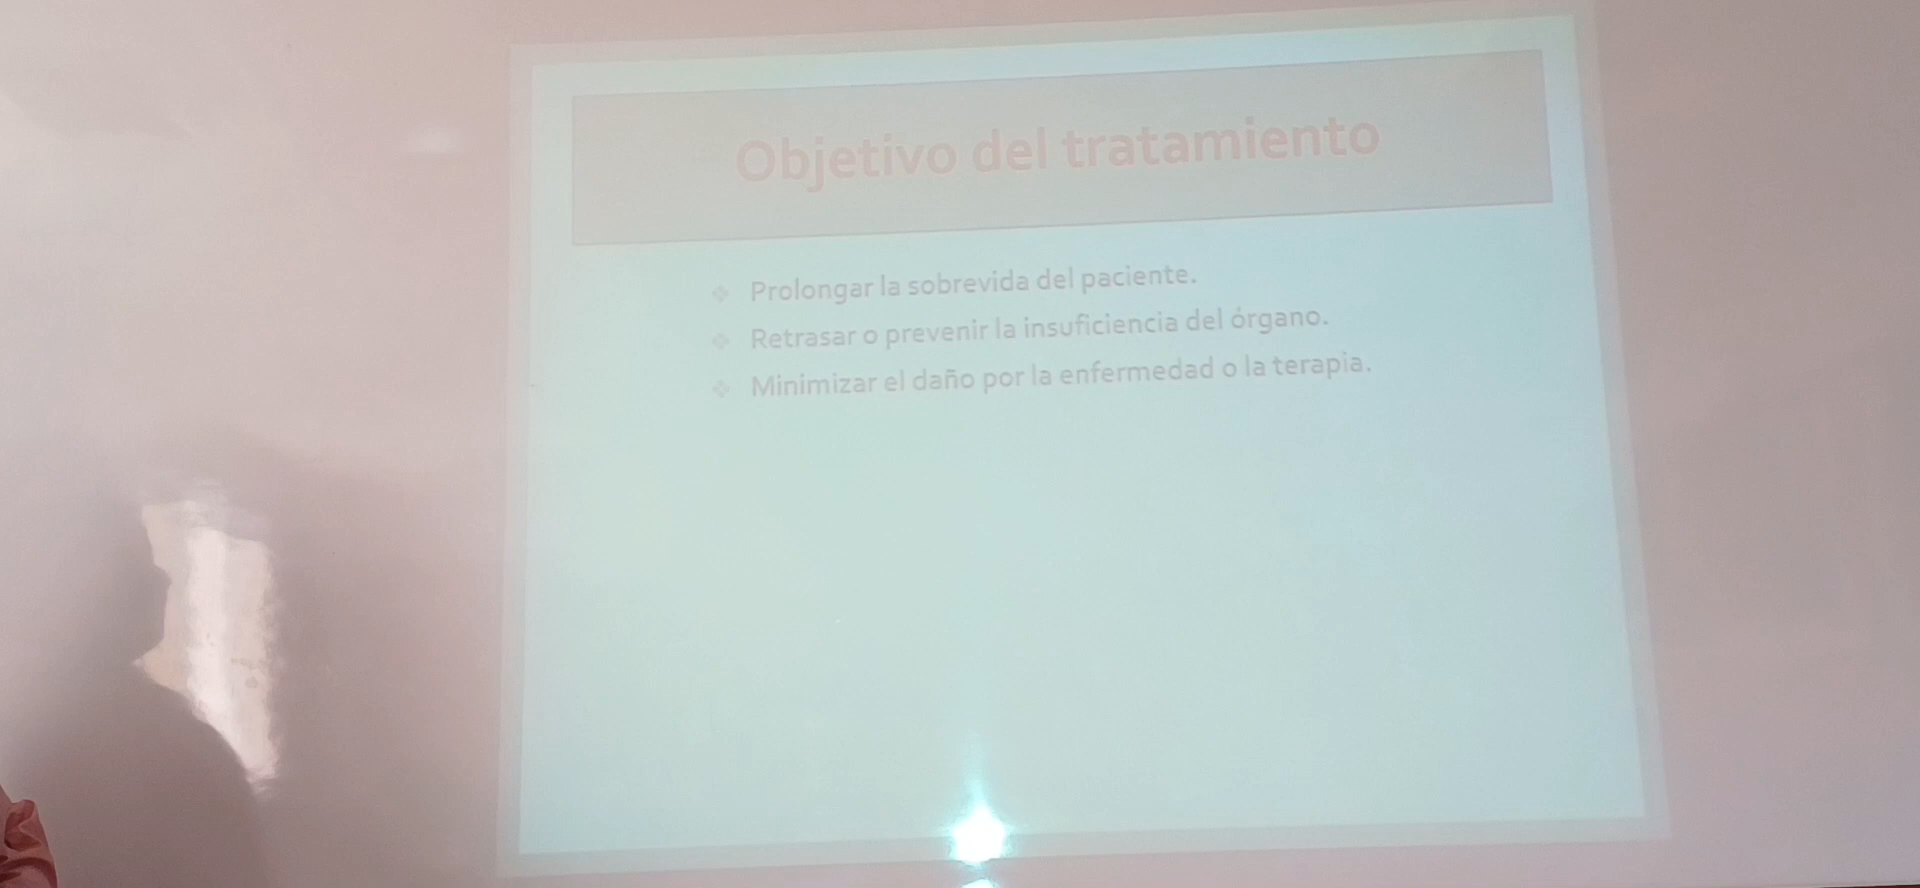 Objetivo del tratamiento
Prolongar la sobrevida del paciente.
Retrasar o prevenir la insuficiencia del órgano.
Minimizar el daño por la enfermedad o la terapia.